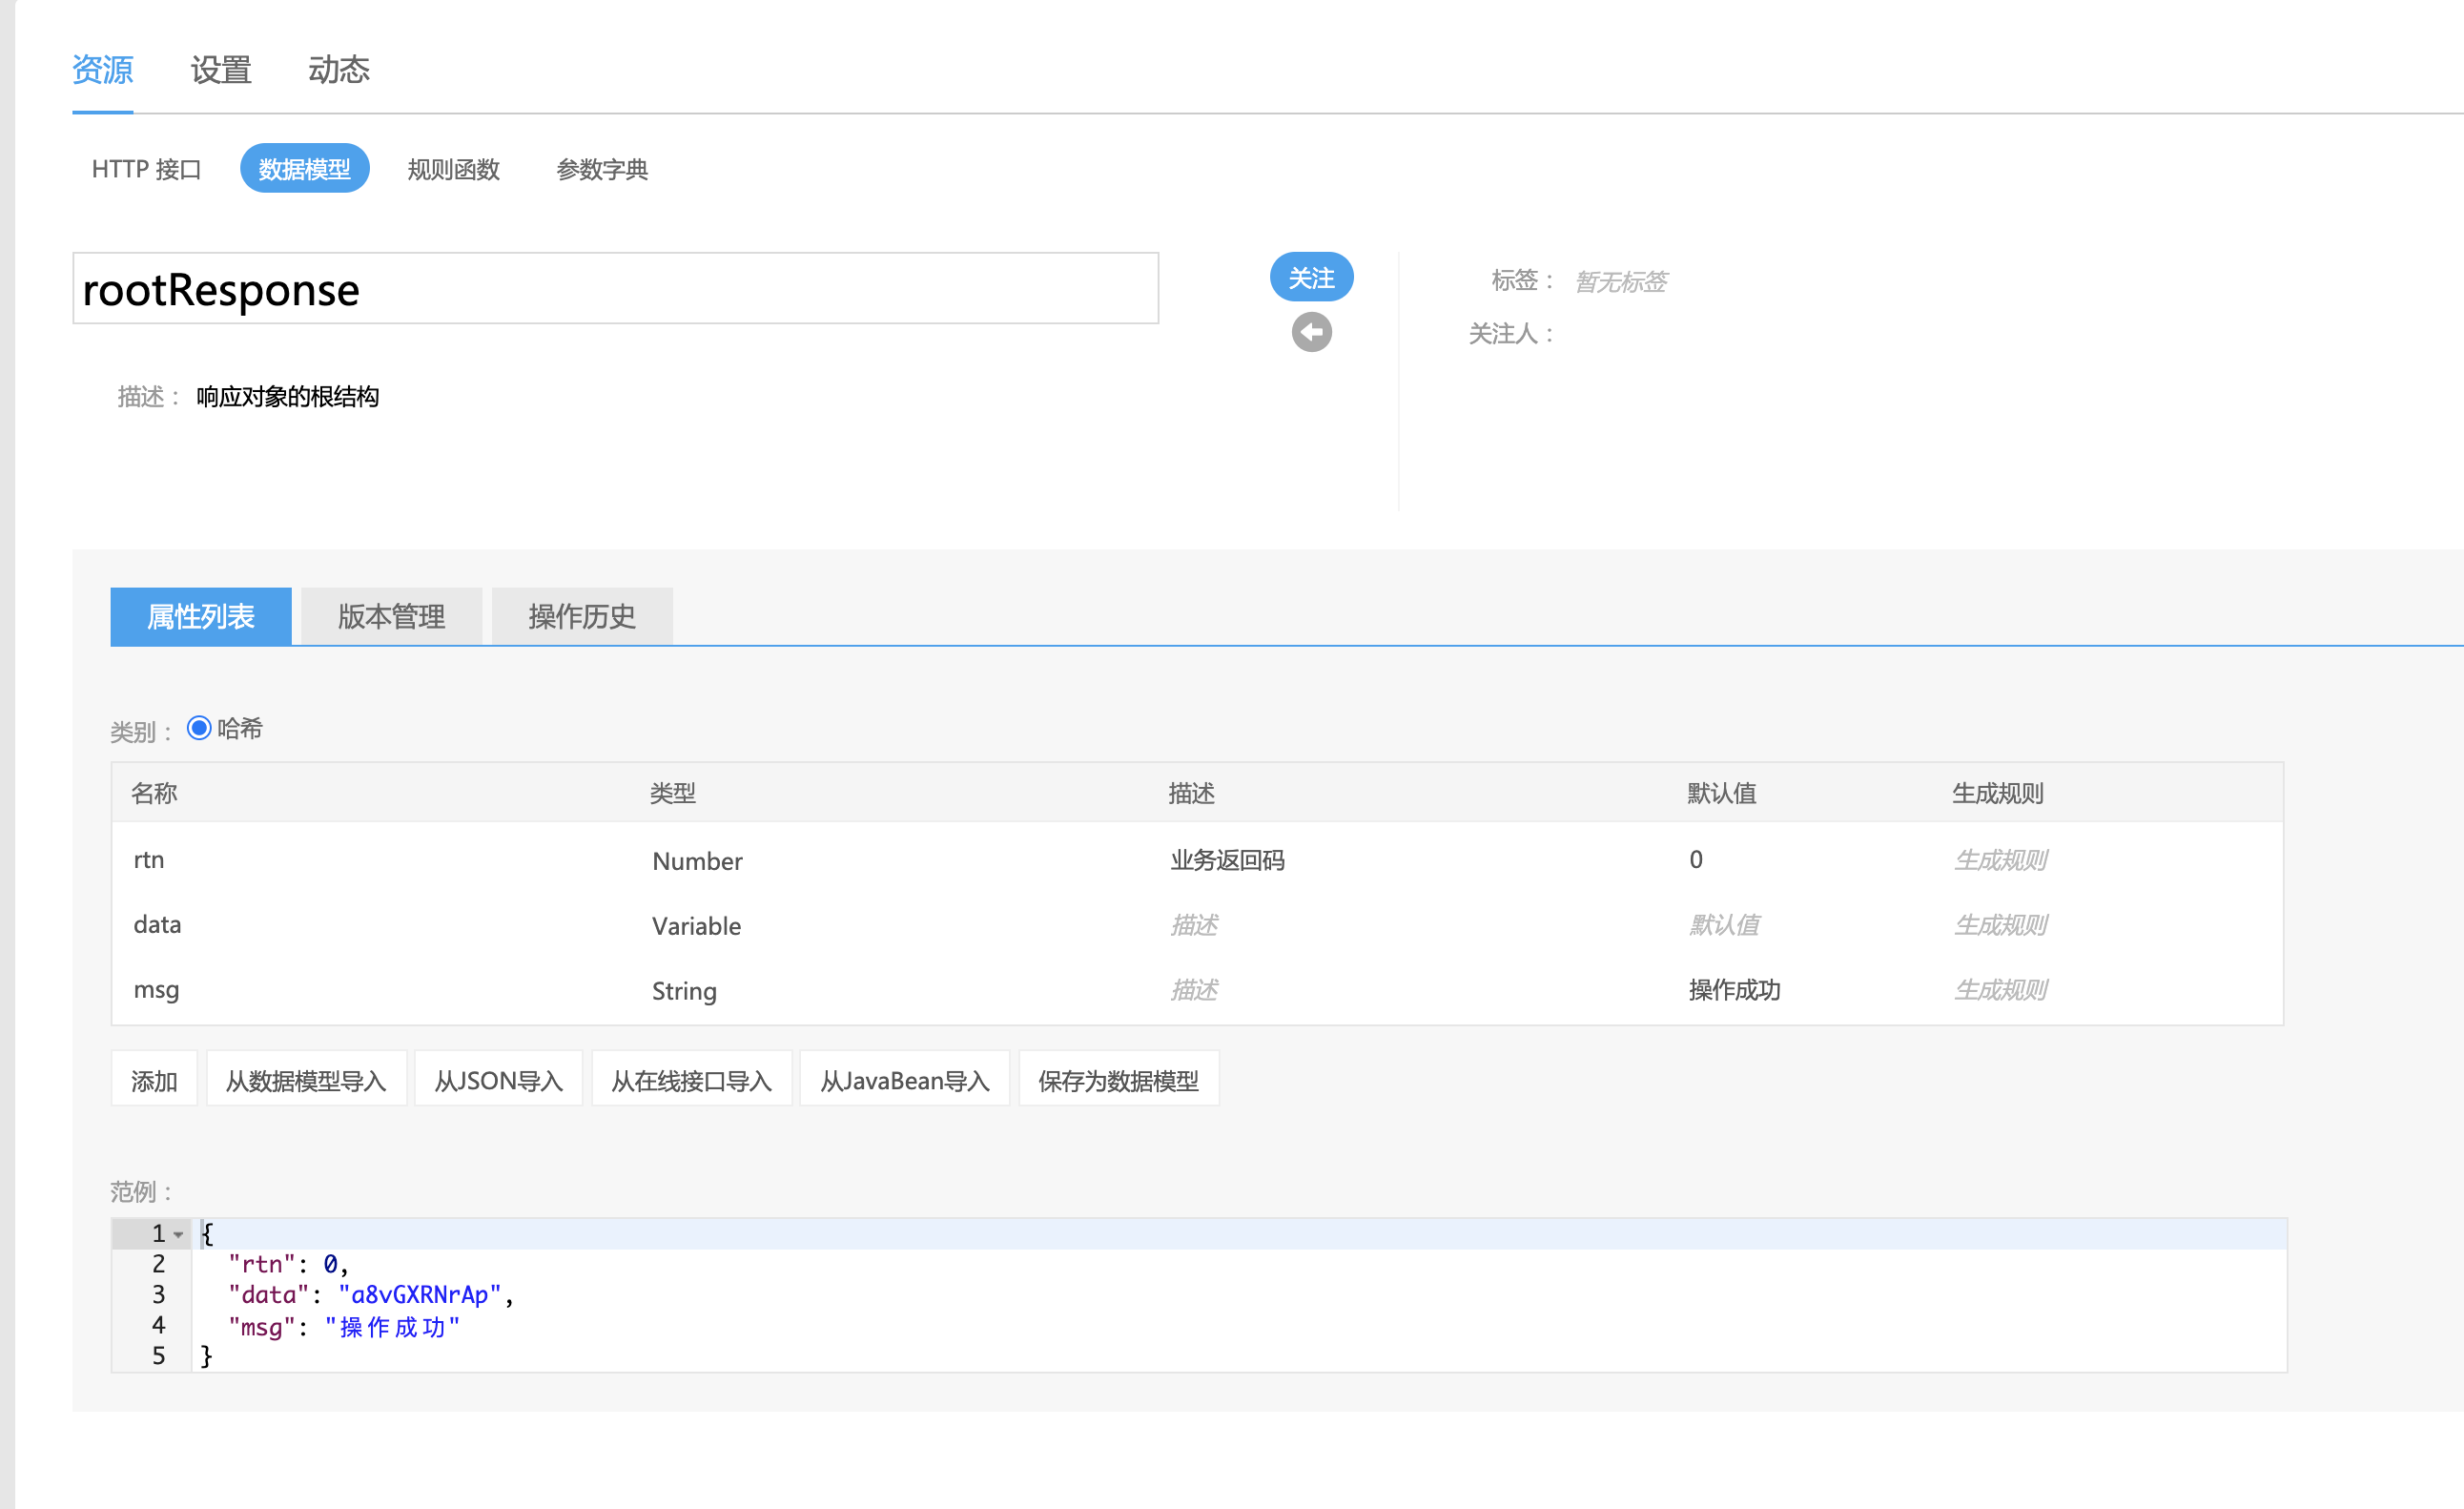 资源 设置 动态
HTTP 接口 数据模型 规则函数 参数字典
rootResponse
关注
标签： 暂无标签
关注人：
描述： 响应对象的根结构
属性列表 版本管理 操作历史
类别： 哈希
名称 类型 描述 默认值 生成规则
rtn Number 业务返回码 0 生成规则
data Variable 描述 默认值 生成规则
msg String 描述 操作成功 生成规则
添加 从数据模型导入 从JSON导入 从在线接口导入 从JavaBean导入 保存为数据模型
范例：
1 {
2 "rtn": 0,
3 "data": "a8vGXRNrAp",
4 "msg": "操作成功"
5 }